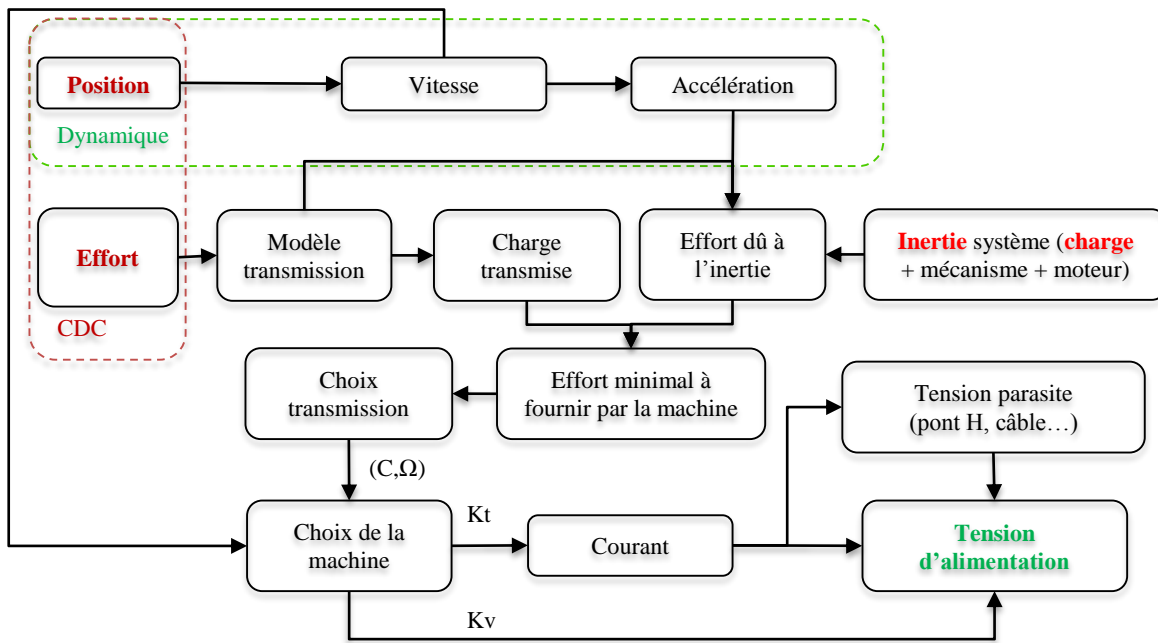 Position
Vitesse
Accélération
Dynamique
Effort
Modèle
transmission
Charge
transmise
Effort dû à
l’inertie
Inertie système (charge
+ mécanisme + moteur)
CDC
Choix
transmission
Effort minimal à
fournir par la machine
Tension parasite
(pont H, câble…)
(C,Ω)
Choix de la
machine
Kt
Courant
Tension
d’alimentation
Kv